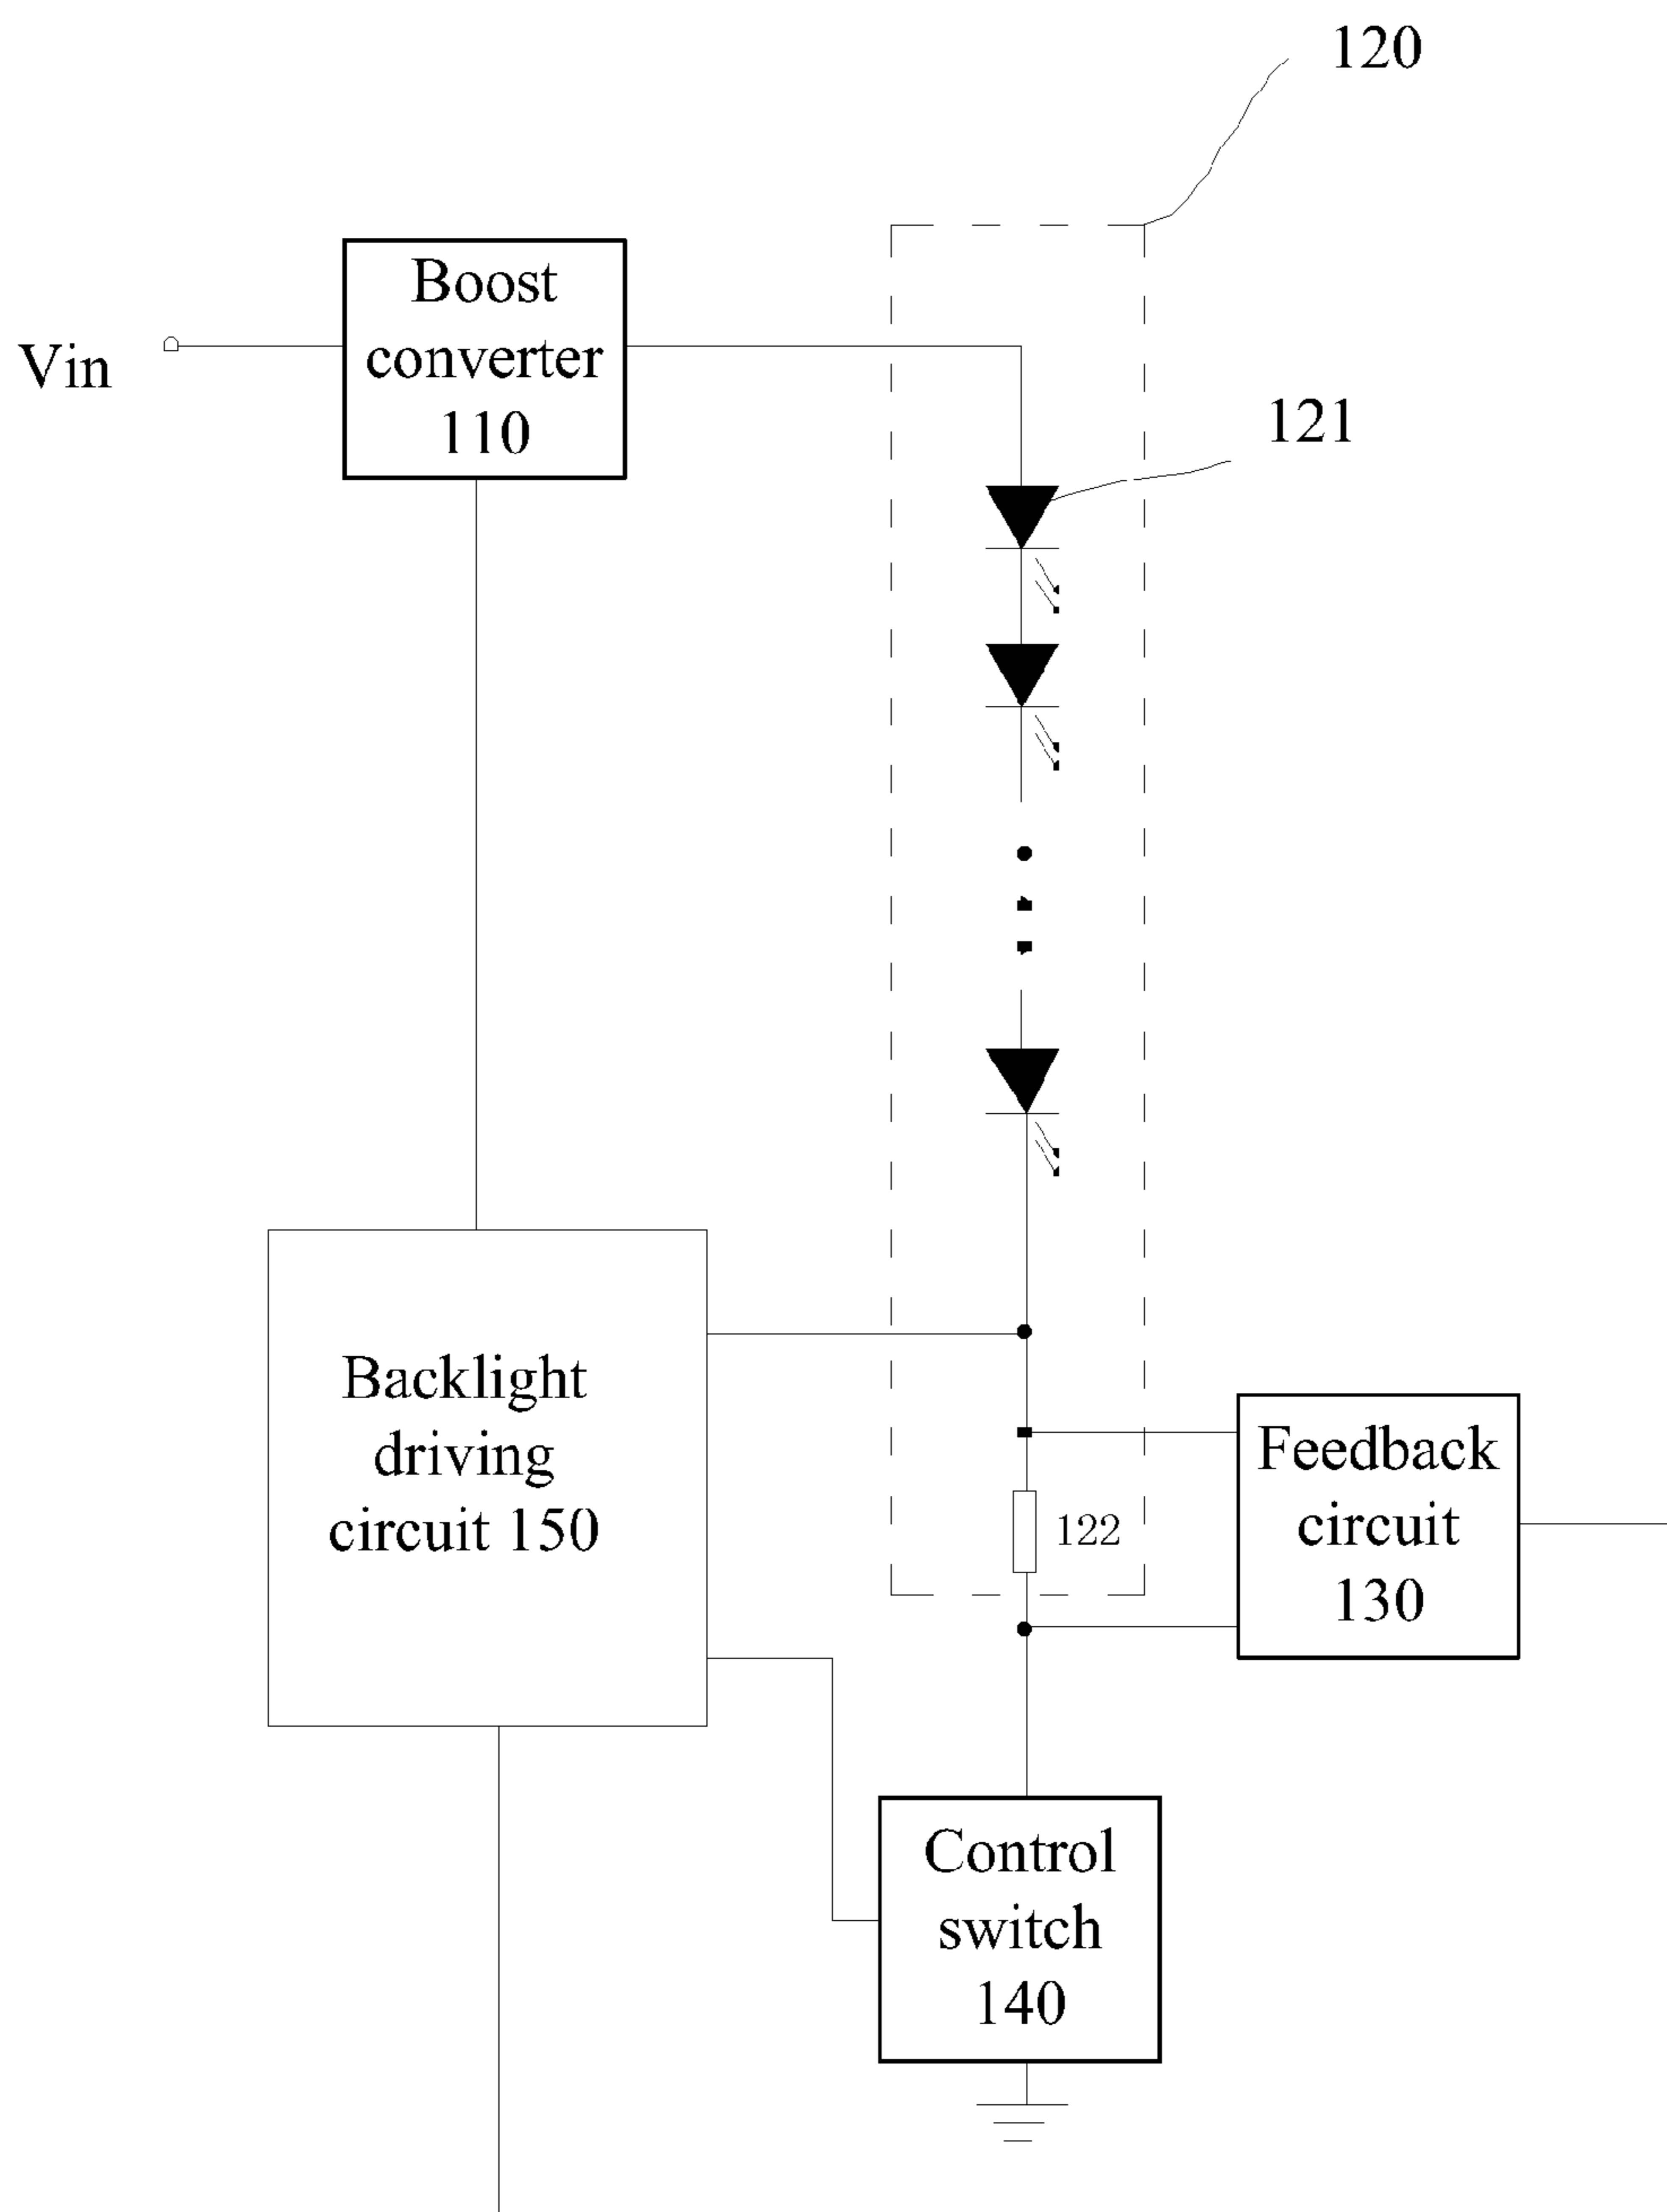 120
Boost
converter
110
Vin
121
Backlight
driving
circuit 150
Feedback
circuit
130
122
Control
switch
140